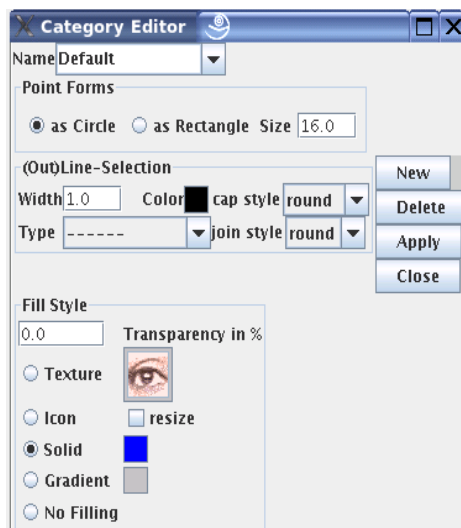 Category Editor
Name Default
Point Forms
as Circle as Rectangle Size 16.0
(Out)Line-Selection
Width 1.0 Color cap style round
Type ------ join style round
New
Delete
Apply
Close
Fill Style
0.0 Transparency in %
Texture
Icon resize
Solid
Gradient
No Filling